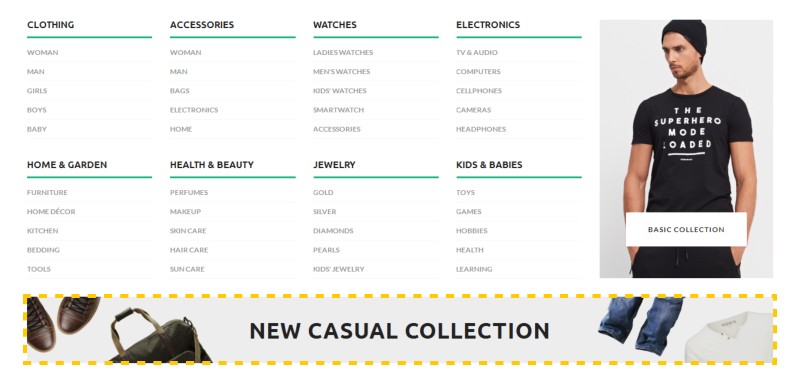 CLOTHING
WOMAN
MAN
GIRLS
BOYS
BABY
ACCESSORIES
WOMAN
MAN
BAGS
ELECTRONICS
HOME
WATCHES
LADIES WATCHES
MEN'S WATCHES
KIDS' WATCHES
SMARTWATCH
ACCESSORIES
ELECTRONICS
TV & AUDIO
COMPUTERS
CELLPHONES
CAMERAS
HEADPHONES
HOME & GARDEN
FURNITURE
HOME DÉCOR
KITCHEN
BEDDING
TOOLS
HEALTH & BEAUTY
PERFUMES
MAKEUP
SKIN CARE
HAIR CARE
SUN CARE
JEWELRY
GOLD
SILVER
DIAMONDS
PEARLS
KIDS' JEWELRY
KIDS & BABIES
TOYS
GAMES
HOBBIES
HEALTH
LEARNING
THE
SUPERHERO
MODE
LOADED
BASIC COLLECTION
NEW CASUAL COLLECTION